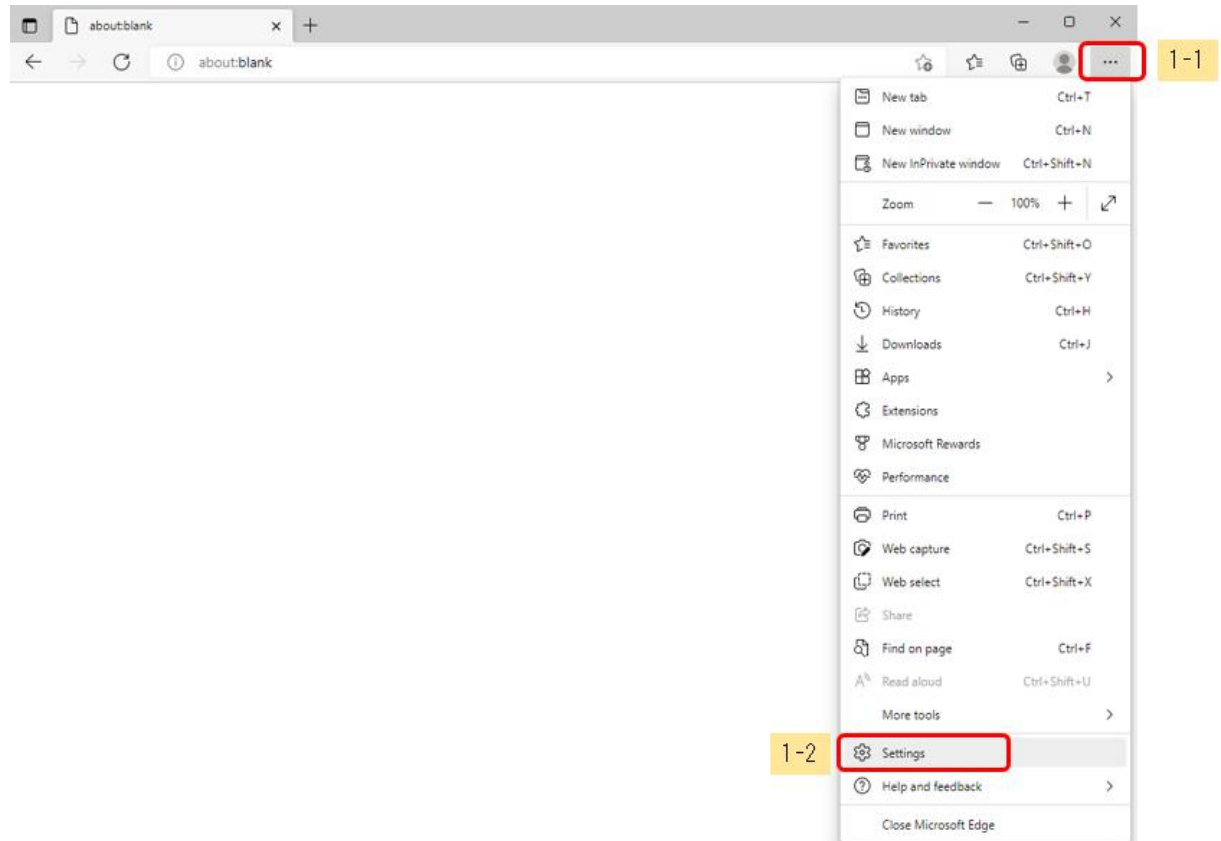 about:blank
about:blank
1-1
New tab Ctrl+T
New window Ctrl+N
New InPrivate window Ctrl+Shift+N
Zoom — 100% +
Favorites Ctrl+Shift+O
Collections Ctrl+Shift+Y
History Ctrl+H
Downloads Ctrl+J
Apps
Extensions
Microsoft Rewards
Performance
Print Ctrl+P
Web capture Ctrl+Shift+S
Web select Ctrl+Shift+X
Share
Find on page Ctrl+F
Read aloud Ctrl+Shift+U
More tools
1-2 Settings
Help and feedback
Close Microsoft Edge